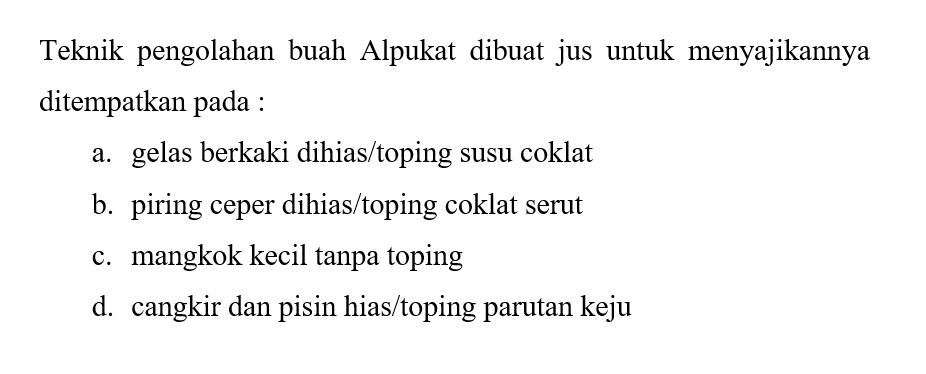 Teknik pengolahan buah Alpukat dibuat jus untuk menyajikannya
ditempatkan pada :
a. gelas berkaki dihias/toping susu coklat
b. piring ceper dihias/toping coklat serut
c. mangkok kecil tanpa toping
d. cangkir dan pisin hias/toping parutan keju